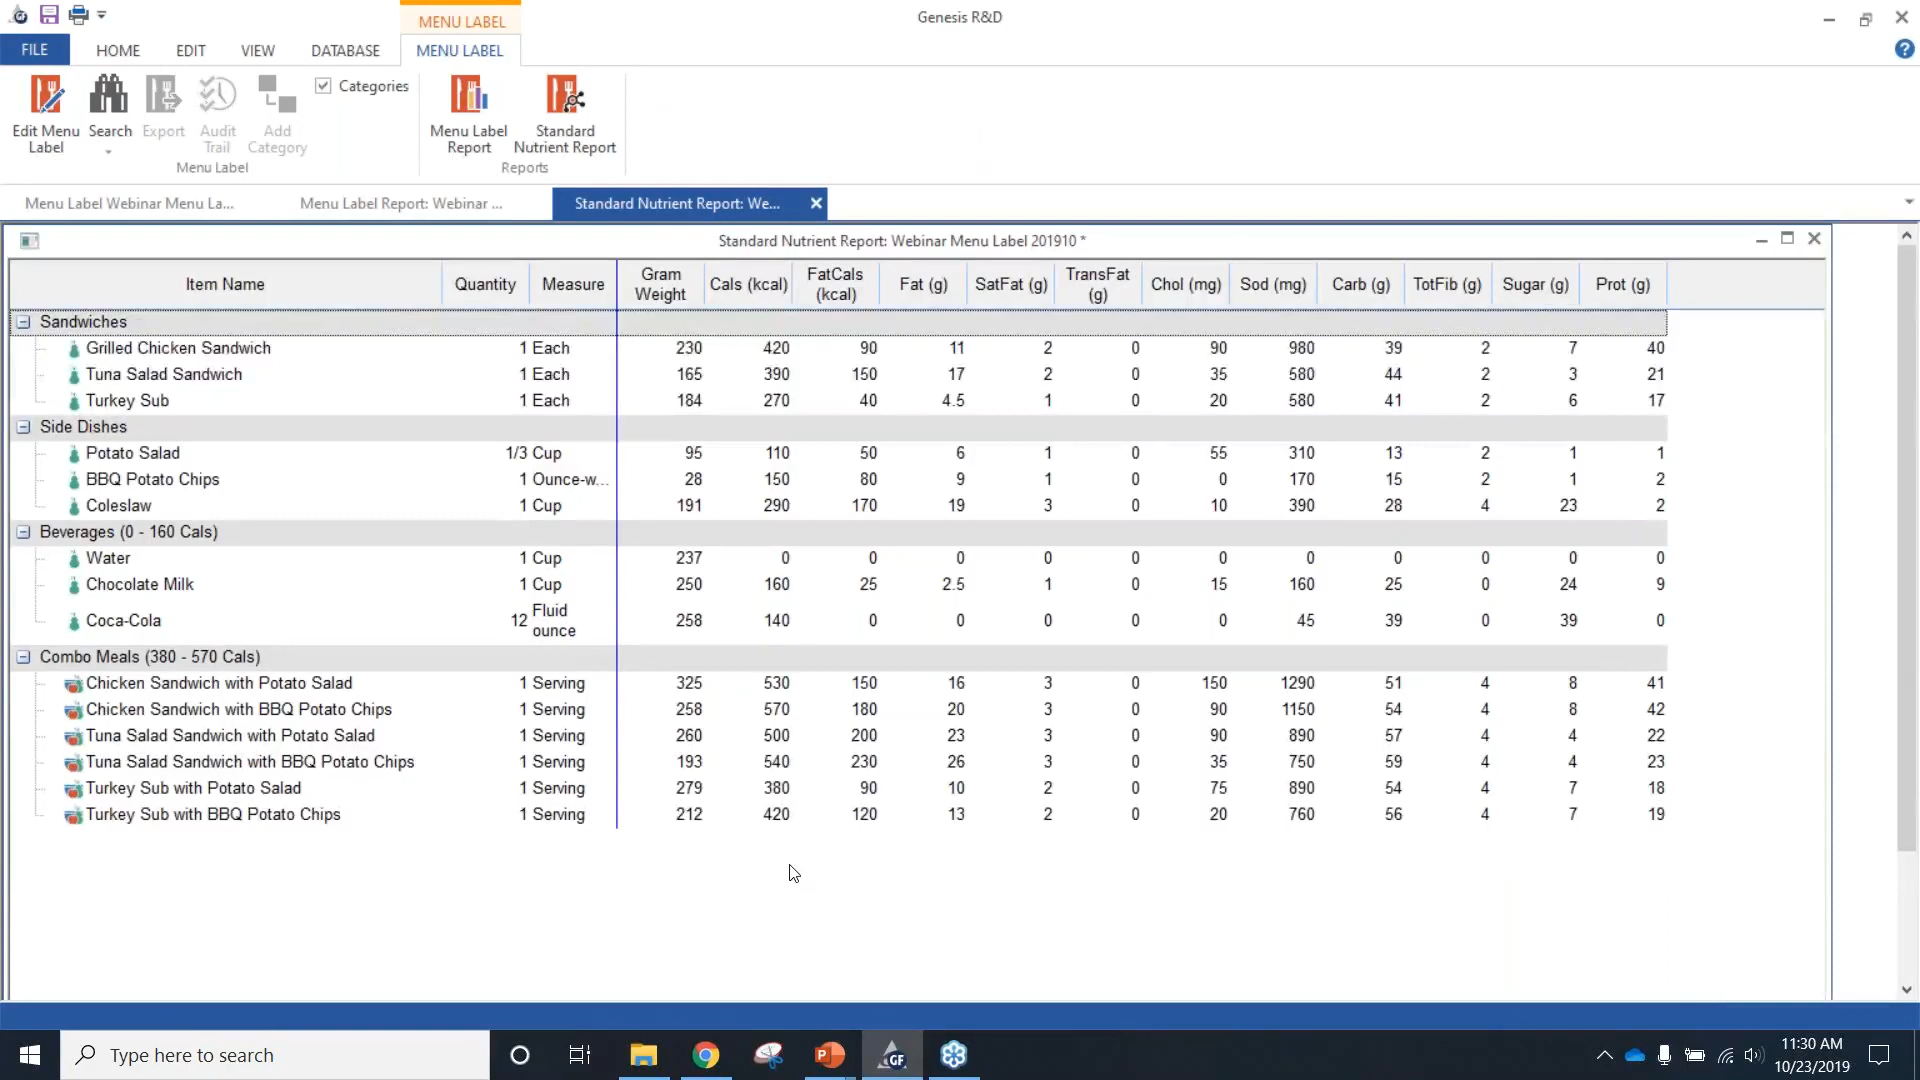 Genesis R&D
MENU LABEL
FILE HOME EDIT VIEW DATABASE MENU LABEL
Edit Menu Label Search Export Audit Trail Add Category Categories
Menu Label
Menu Label Report Standard Nutrient Report
Reports
Menu Label Webinar Menu La... Menu Label Report: Webinar ... Standard Nutrient Report: We...
Standard Nutrient Report: Webinar Menu Label 201910 *
Item Name Quantity Measure Gram Weight Cals (kcal) FatCals (kcal) Fat (g) SatFat (g) TransFat (g) Chol (mg) Sod (mg) Carb (g) TotFib (g) Sugar (g) Prot (g)
Sandwiches
Grilled Chicken Sandwich 1 Each 230 420 90 11 2 0 90 980 39 2 7 40
Tuna Salad Sandwich 1 Each 165 390 150 17 2 0 35 580 44 2 3 21
Turkey Sub 1 Each 184 270 40 4.5 1 0 20 580 41 2 6 17
Side Dishes
Potato Salad 1/3 Cup 95 110 50 6 1 0 55 310 13 2 1 1
BBQ Potato Chips 1 Ounce-w... 28 150 80 9 1 0 0 170 15 2 1 2
Coleslaw 1 Cup 191 290 170 19 3 0 10 390 28 4 23 2
Beverages (0 - 160 Cals)
Water 1 Cup 237 0 0 0 0 0 0 0 0 0 0 0
Chocolate Milk 1 Cup 250 160 25 2.5 1 0 15 160 25 0 24 9
Coca-Cola 12 Fluid ounce 258 140 0 0 0 0 0 45 39 0 39 0
Combo Meals (380 - 570 Cals)
Chicken Sandwich with Potato Salad 1 Serving 325 530 150 16 3 0 150 1290 51 4 8 41
Chicken Sandwich with BBQ Potato Chips 1 Serving 258 570 180 20 3 0 90 1150 54 4 8 42
Tuna Salad Sandwich with Potato Salad 1 Serving 260 500 200 23 3 0 90 890 57 4 4 22
Tuna Salad Sandwich with BBQ Potato Chips 1 Serving 193 540 230 26 3 0 35 750 59 4 4 23
Turkey Sub with Potato Salad 1 Serving 279 380 90 10 2 0 75 890 54 4 7 18
Turkey Sub with BBQ Potato Chips 1 Serving 212 420 120 13 2 0 20 760 56 4 7 19
Type here to search
GF
11:30 AM
10/23/2019